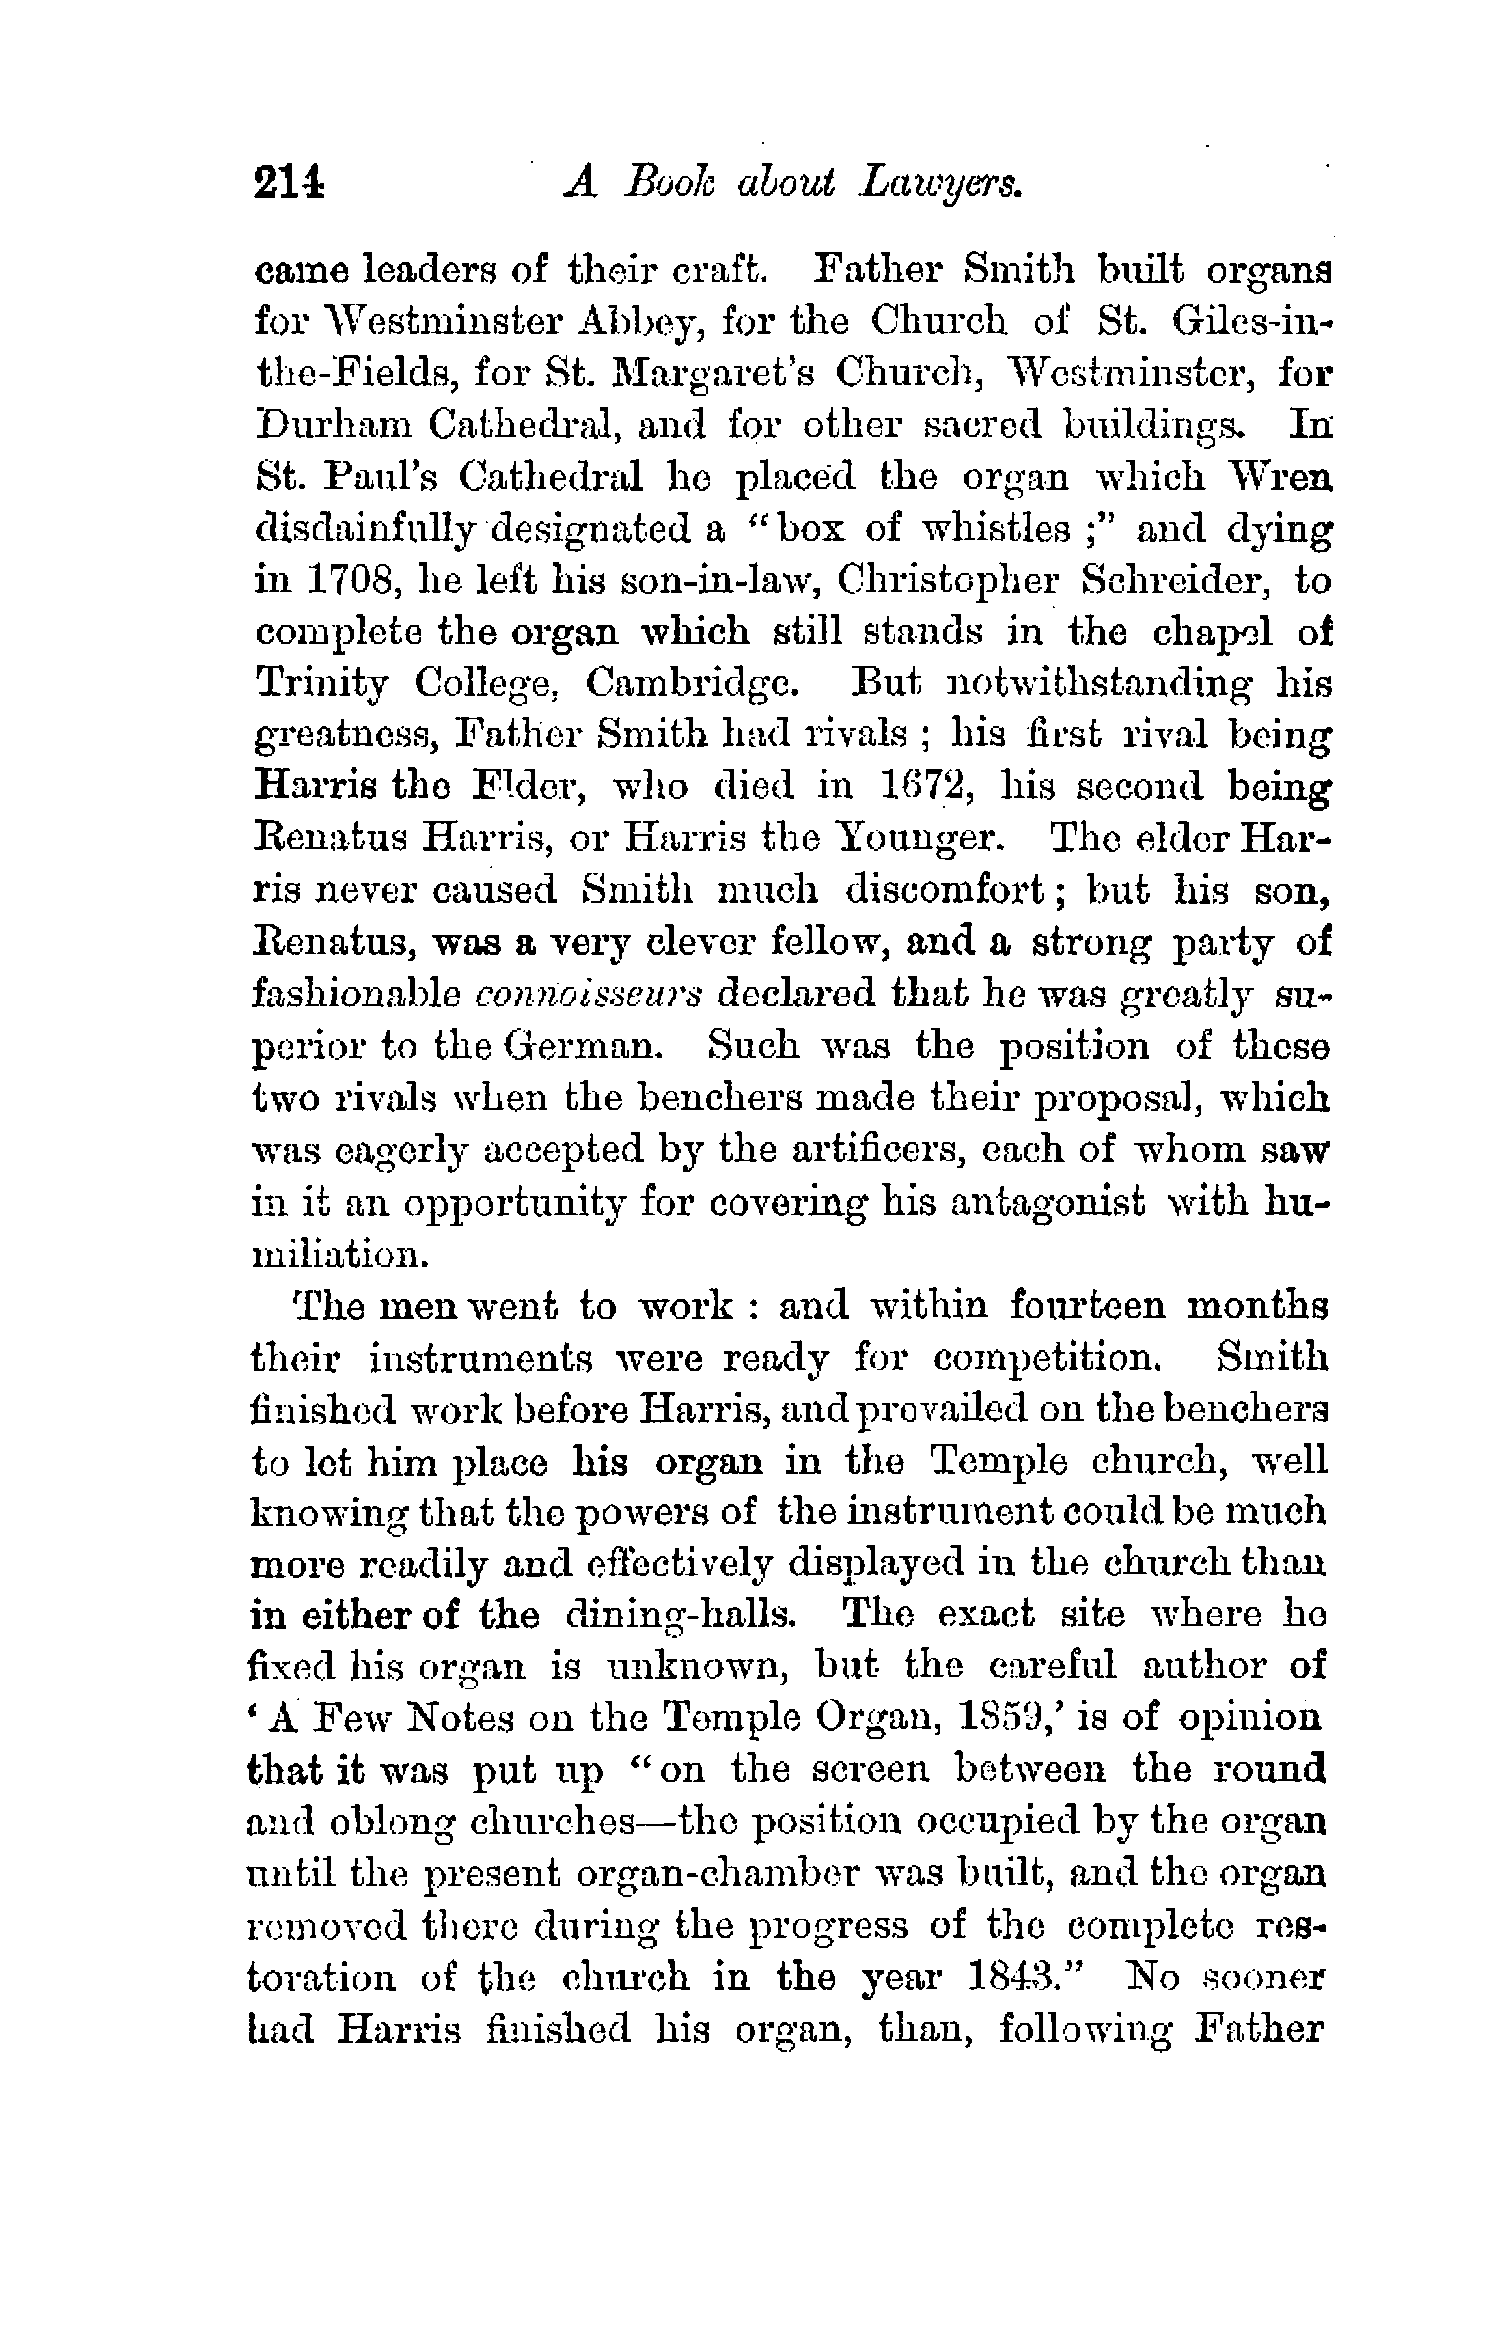 214 A Book about Lawyers.
came leaders of their craft. Father Smith built organs
for Westminster Abbey, for the Church of St. Giles-in-
the-Fields, for St. Margaret's Church, Westminster, for
Durham Cathedral, and for other sacred buildings. In
St. Paul's Cathedral he placed the organ which Wren
disdainfully designated a "box of whistles ;" and dying
in 1708, he left his son-in-law, Christopher Schreider, to
complete the organ which still stands in the chapel of
Trinity College, Cambridge. But notwithstanding his
greatness, Father Smith had rivals ; his first rival being
Harris the Elder, who died in 1672, his second being
Renatus Harris, or Harris the Younger. The elder Har-
ris never caused Smith much discomfort ; but his son,
Renatus, was a very clever fellow, and a strong party of
fashionable connoisseurs declared that he was greatly su-
perior to the German. Such was the position of these
two rivals when the benchers made their proposal, which
was eagerly accepted by the artificers, each of whom saw
in it an opportunity for covering his antagonist with hu-
miliation.
The men went to work : and within fourteen months
their instruments were ready for competition. Smith
finished work before Harris, and prevailed on the benchers
to let him place his organ in the Temple church, well
knowing that the powers of the instrument could be much
more readily and effectively displayed in the church than
in either of the dining-halls. The exact site where he
fixed his organ is unknown, but the careful author of
'A Few Notes on the Temple Organ, 1859,' is of opinion
that it was put up "on the screen between the round
and oblong churches—the position occupied by the organ
until the present organ-chamber was built, and the organ
removed there during the progress of the complete res-
toration of the church in the year 1843." No sooner
had Harris finished his organ, than, following Father